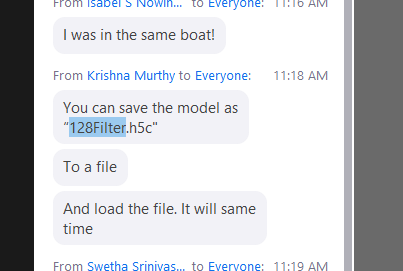 From Isabel S Nowin... to Everyone: 11:16 AM
I was in the same boat!
From Krishna Murthy to Everyone: 11:18 AM
You can save the model as
"128Filter.h5c"
To a file
And load the file. It will same
time
From Swetha Srinivas... to Everyone: 11:19 AM